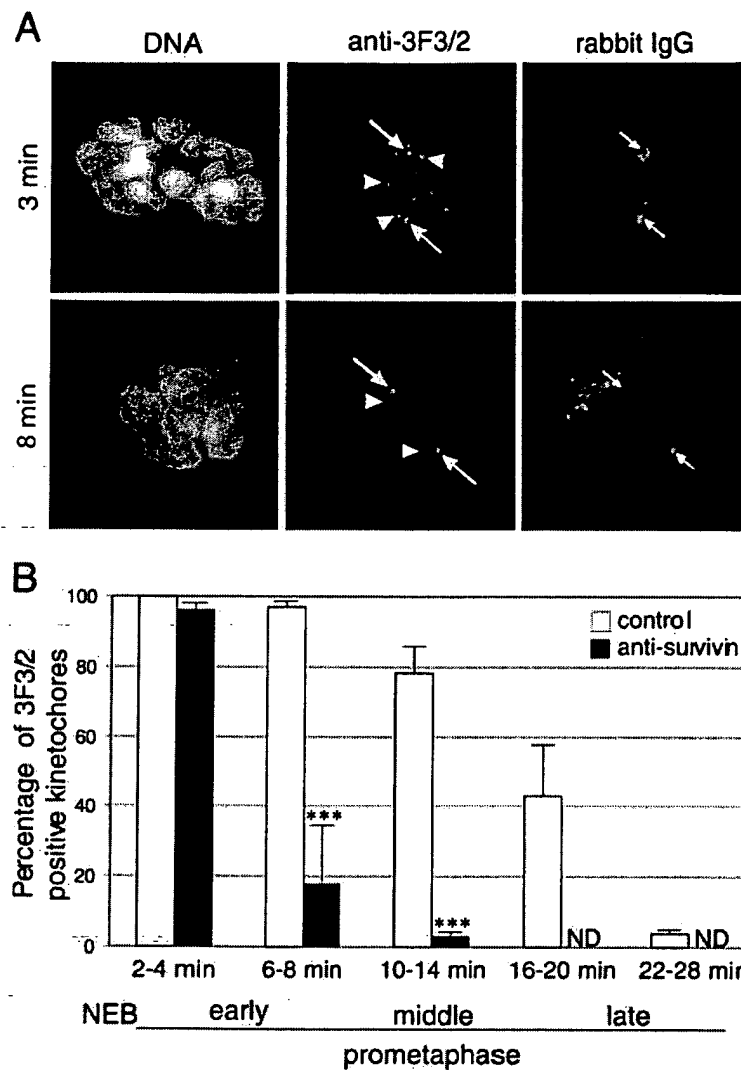 A
DNA anti-3F3/2 rabbit IgG
3 min
8 min
B
Percentage of 3F3/2
positive kinetochores
100
80
60
40
20
0
control
anti-survivin
***
***
ND
ND
2-4 min 6-8 min 10-14 min 16-20 min 22-28 min
NEB early middle late
prometaphase